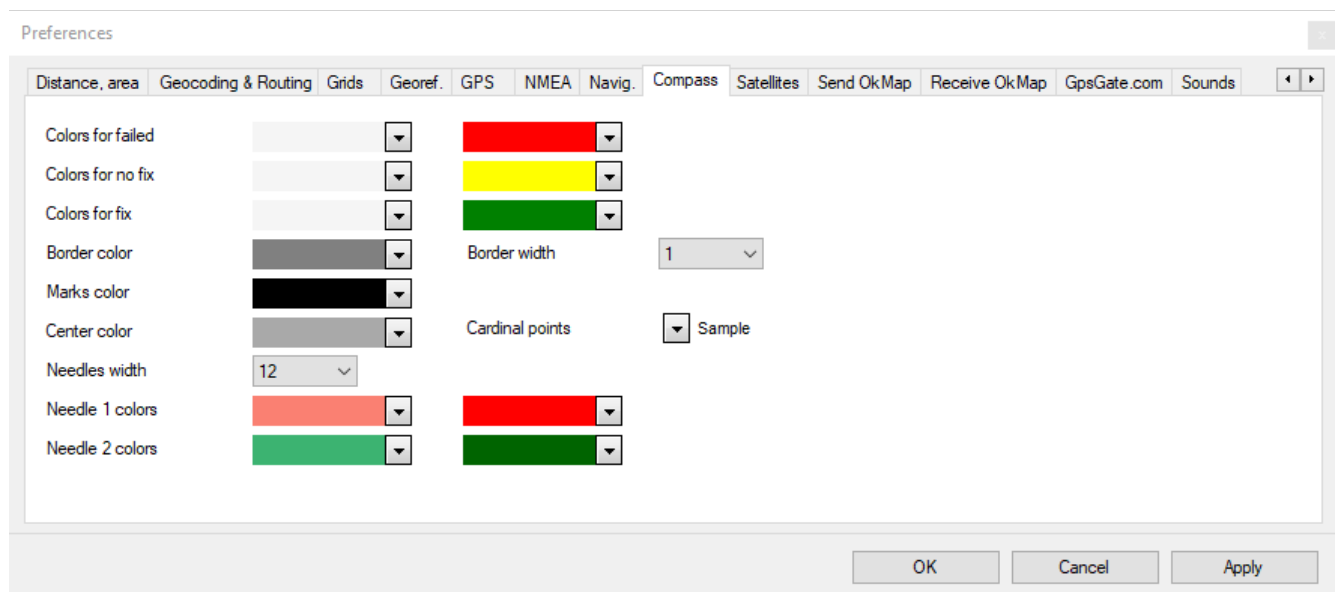 Preferences
x
Distance, area Geocoding & Routing Grids Georef. GPS NMEA Navig. Compass Satellites Send OkMap Receive OkMap GpsGate.com Sounds
Colors for failed
Colors for no fix
Colors for fix
Border color Border width 1
Marks color
Center color Cardinal points Sample
Needles width 12
Needle 1 colors
Needle 2 colors
OK Cancel Apply